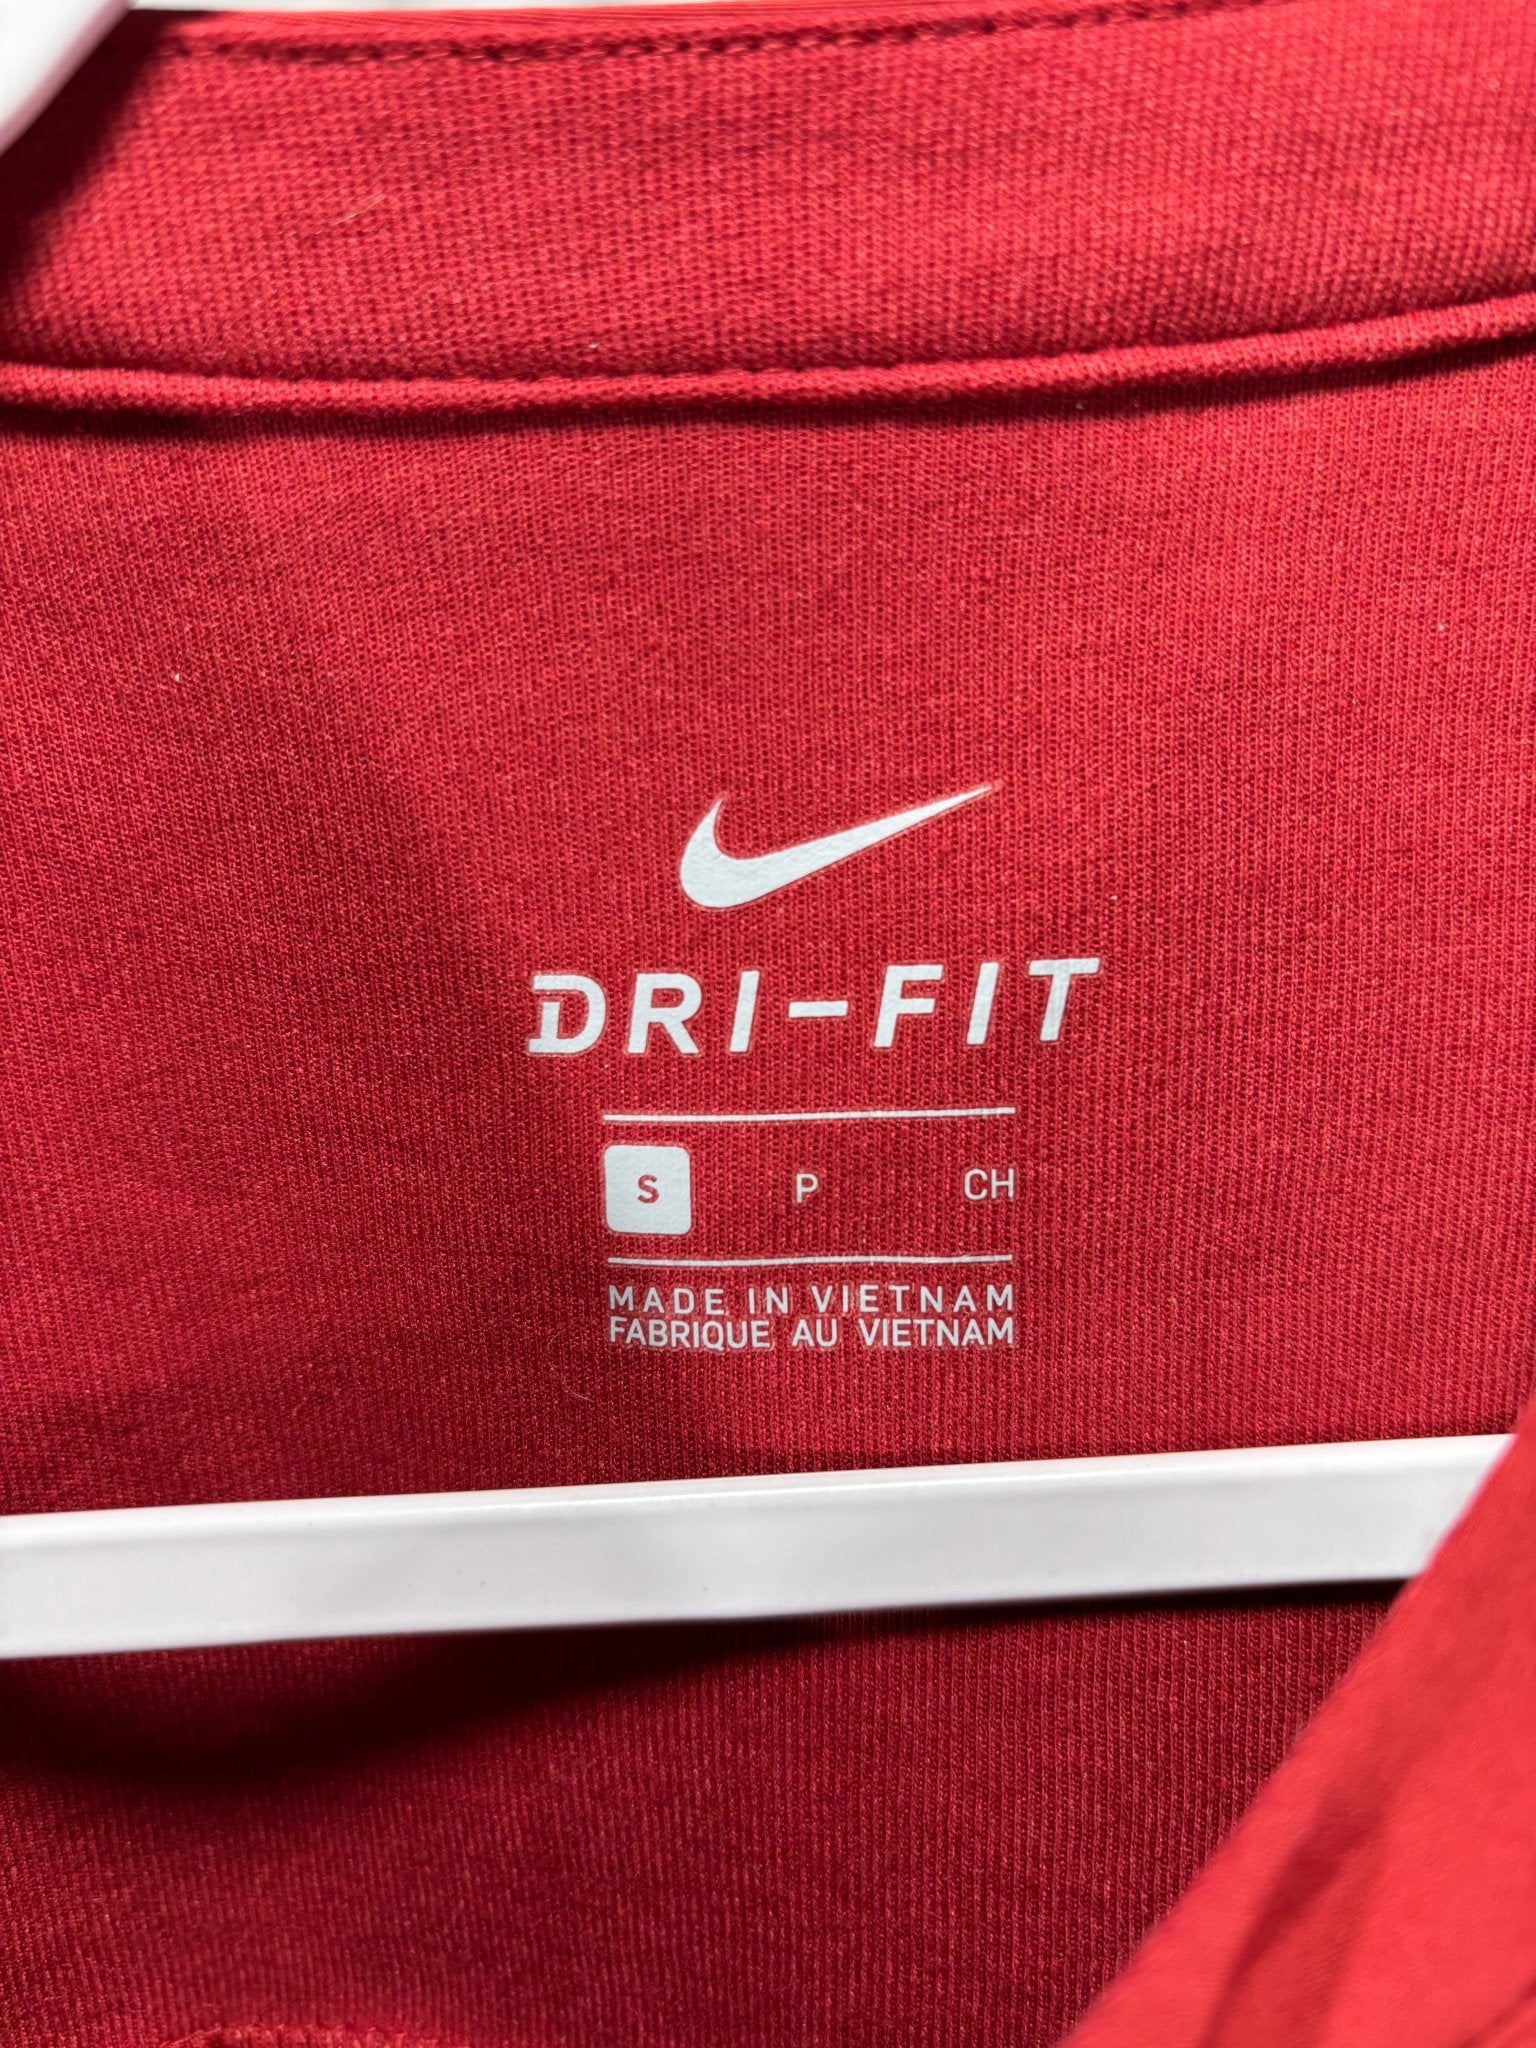 DRI-FIT
S P CH
MADE IN VIETNAM
FABRIQUE AU VIETNAM